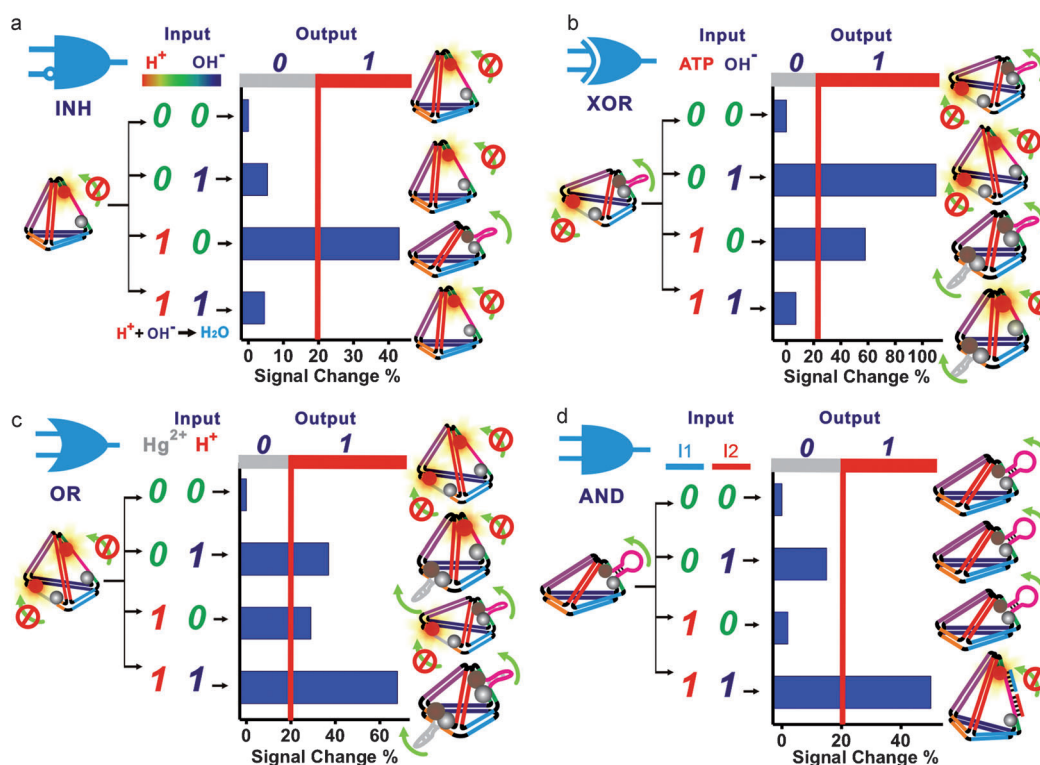 a
Input Output
H⁺ OH⁻ 0 1
INH
0 0
0 1
1 0
1 1
H⁺ + OH⁻ → H₂O
0 10 20 30 40
Signal Change %
b
Input Output
ATP OH⁻ 0 1
XOR
0 0
0 1
1 0
1 1
0 20 40 60 80 100
Signal Change %
c
Input Output
Hg²⁺ H⁺ 0 1
OR
0 0
0 1
1 0
1 1
0 20 40 60
Signal Change %
d
Input Output
I1 I2 0 1
AND
0 0
0 1
1 0
1 1
0 20 40
Signal Change %